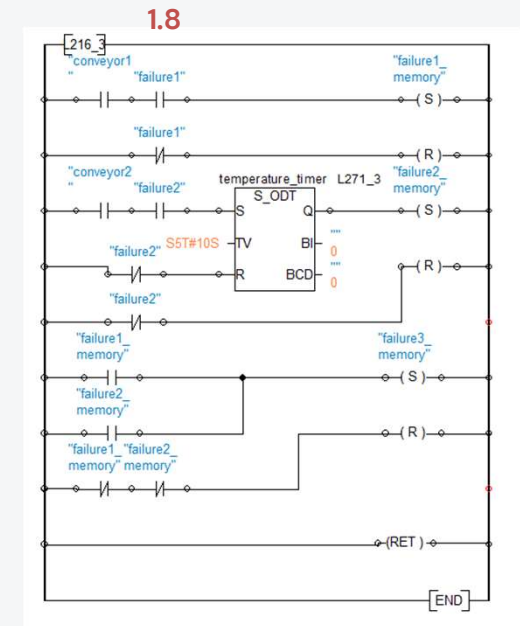 1.8
L216_3
"conveyor1
"
"failure1"
"failure1_
memory"
( S )
"failure1"
( R )
"conveyor2
"
"failure2"
temperature_timer L271_3
"failure2_
memory"
S_ODT
S Q
( S )
S5T#10S TV BI ""
0
"failure2"
R BCD ""
0
( R )
"failure2"
"failure1_
memory"
"failure3_
memory"
( S )
"failure2_
memory"
( R )
"failure1_ "failure2_
memory" memory"
(RET )
[END]